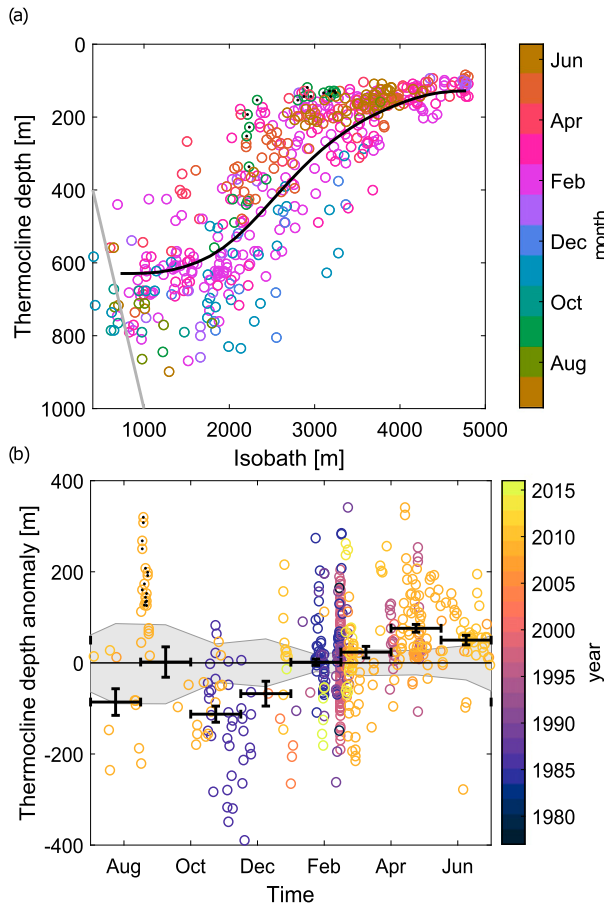 (a)
0
200
400
600
800
1000
Thermocline depth [m]
1000
2000
3000
4000
5000
Isobath [m]
Jun
Apr
Feb
Dec
Oct
Aug
month
(b)
400
200
0
-200
-400
Thermocline depth anomaly [m]
Aug
Oct
Dec
Feb
Apr
Jun
Time
2015
2010
2005
2000
1995
1990
1985
1980
year